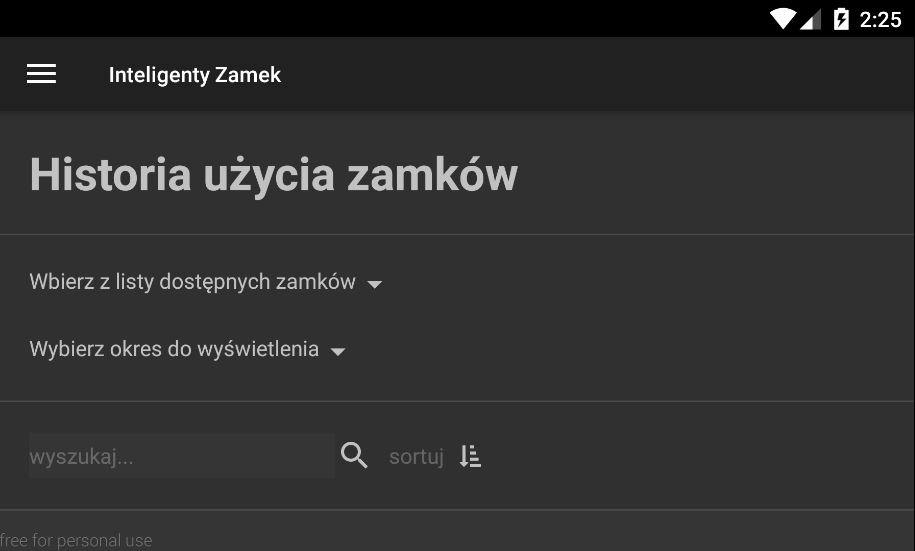 2:25
Inteligenty Zamek
Historia użycia zamków
Wbierz z listy dostępnych zamków
Wybierz okres do wyświetlenia
wyszukaj... sortuj
free for personal use